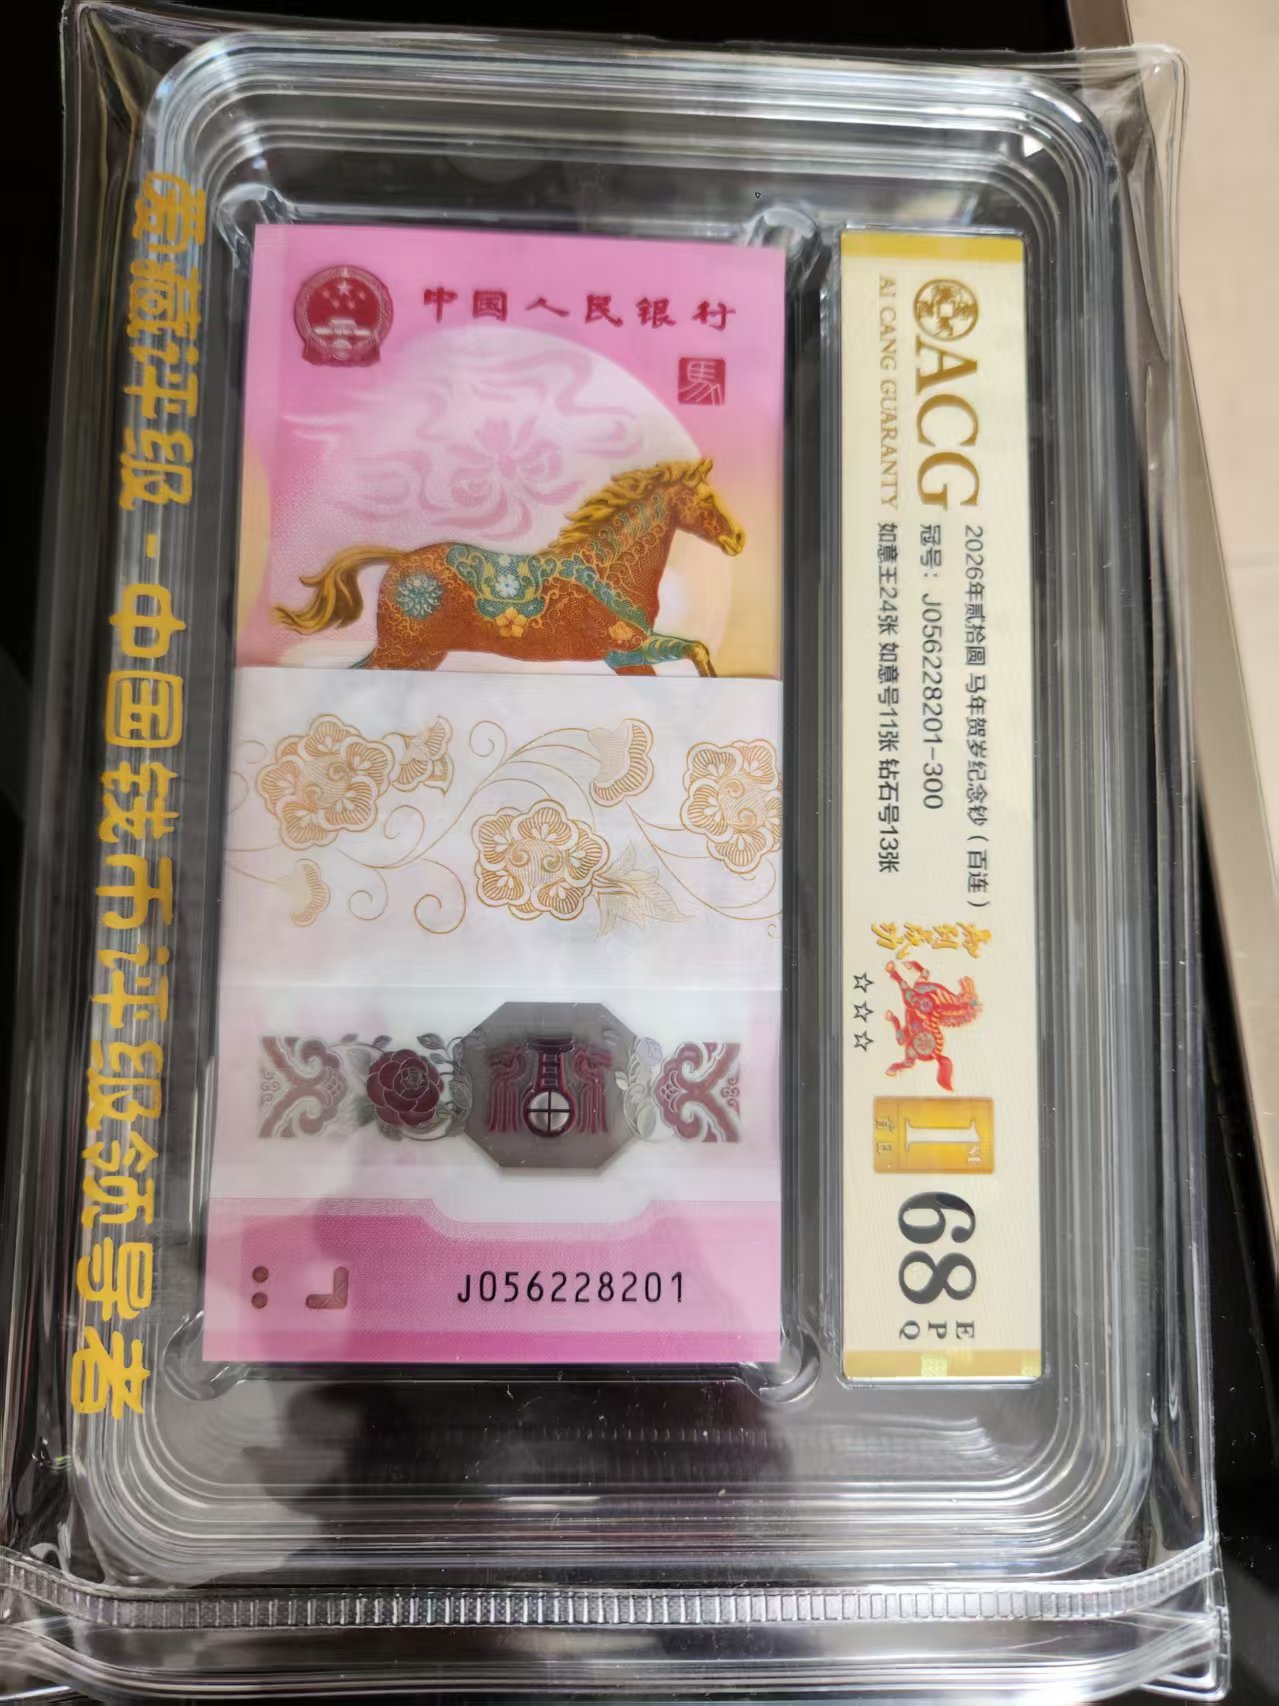 爱藏评级-中国钱币评级领导者
中国人民银行
馬
J056228201
ACG
AI CANG GUARANTY
2026年贰拾圆 马年贺岁纪念钞（百连）
冠号：J056228201-300
如意王24张 如意号11张 钻石号13张
☆☆☆
1st
首日
68
EPQ